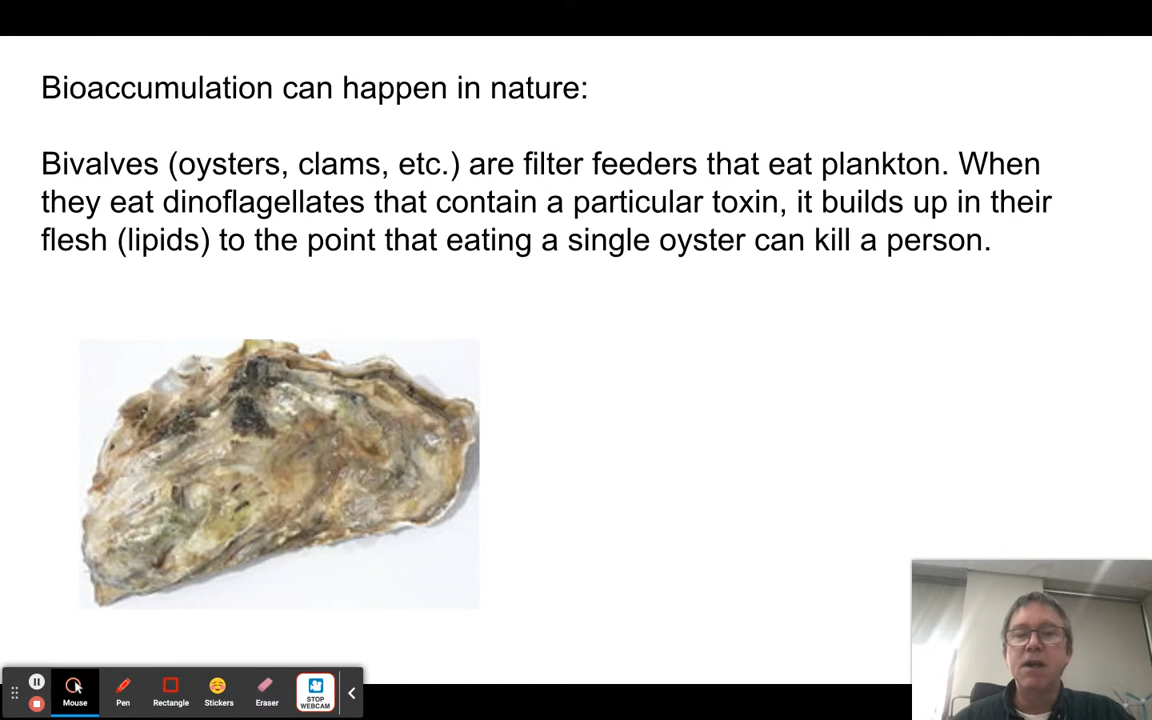 Bioaccumulation can happen in nature:
Bivalves (oysters, clams, etc.) are filter feeders that eat plankton. When
they eat dinoflagellates that contain a particular toxin, it builds up in their
flesh (lipids) to the point that eating a single oyster can kill a person.
Mouse
Pen
Rectangle
Stickers
Eraser
STOP
WEBCAM